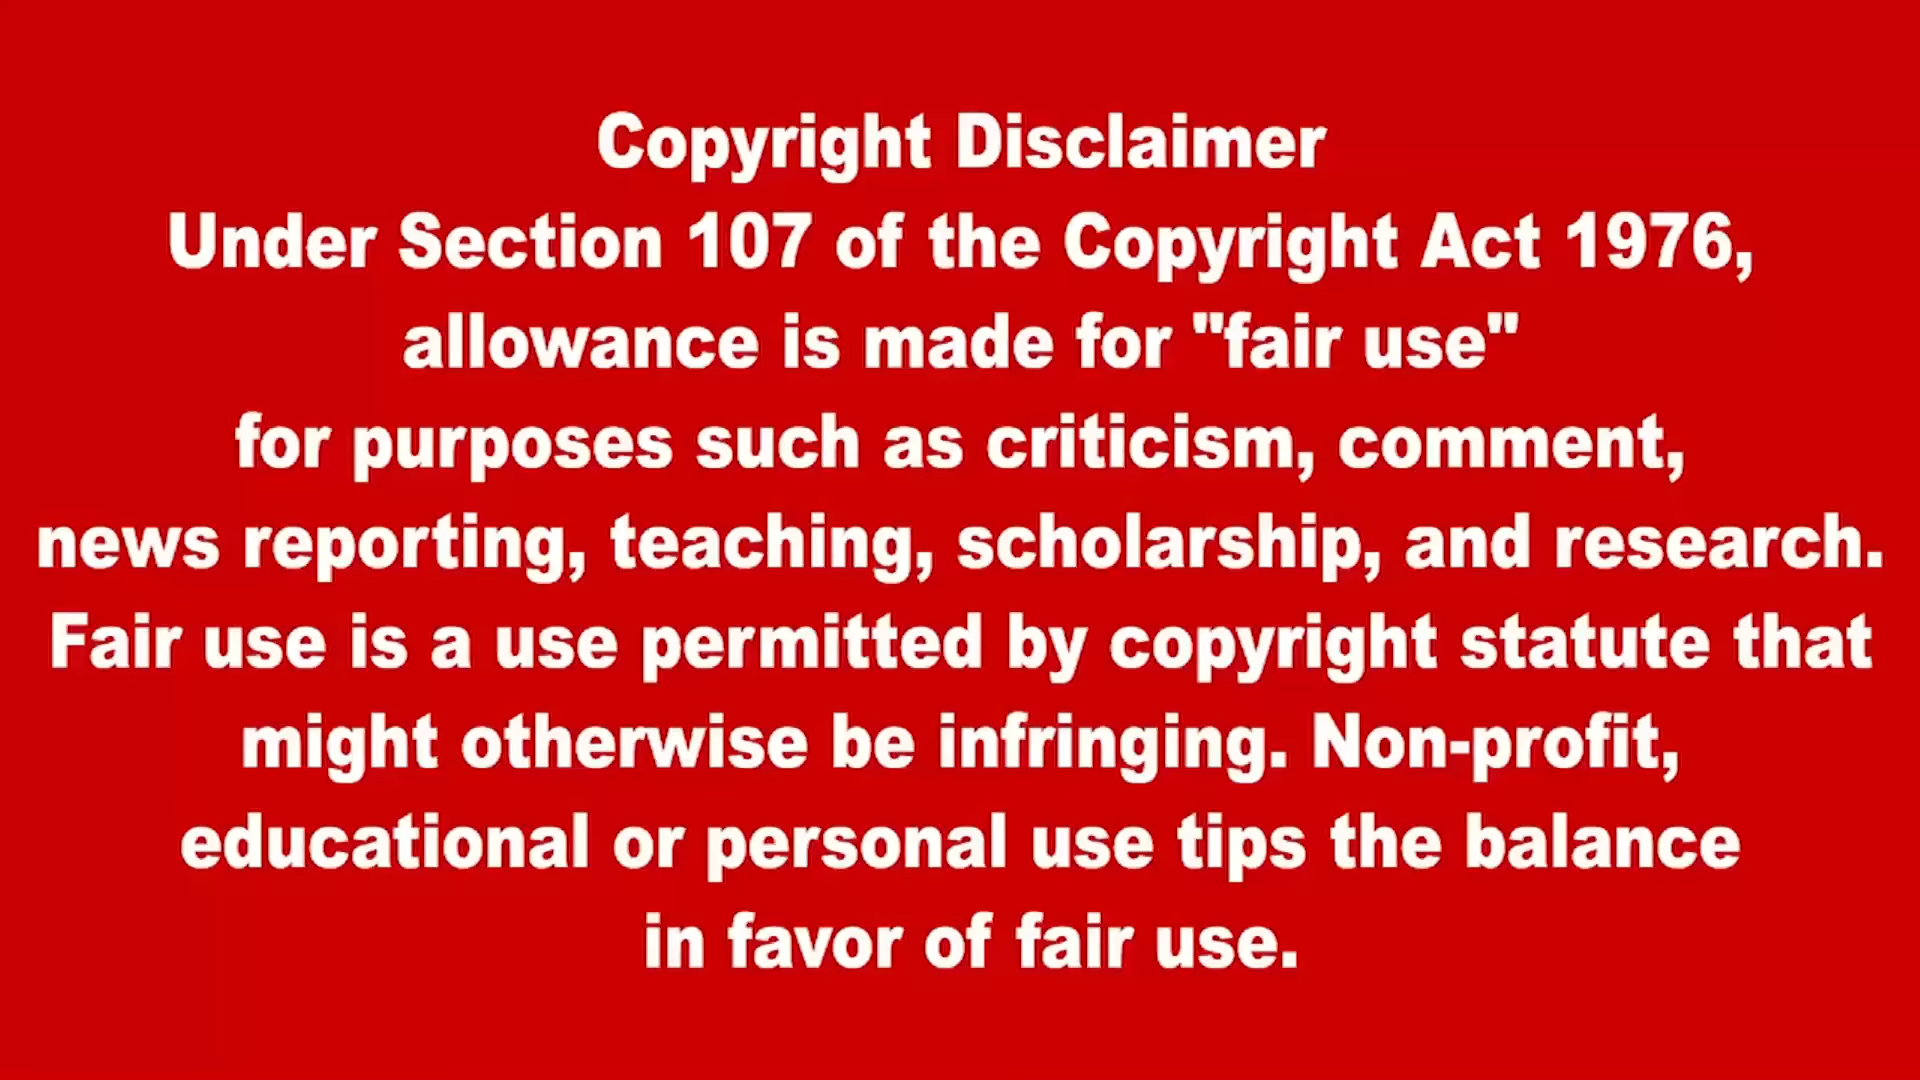 Copyright Disclaimer
Under Section 107 of the Copyright Act 1976,
allowance is made for "fair use"
for purposes such as criticism, comment,
news reporting, teaching, scholarship, and research.
Fair use is a use permitted by copyright statute that
might otherwise be infringing. Non-profit,
educational or personal use tips the balance
in favor of fair use.